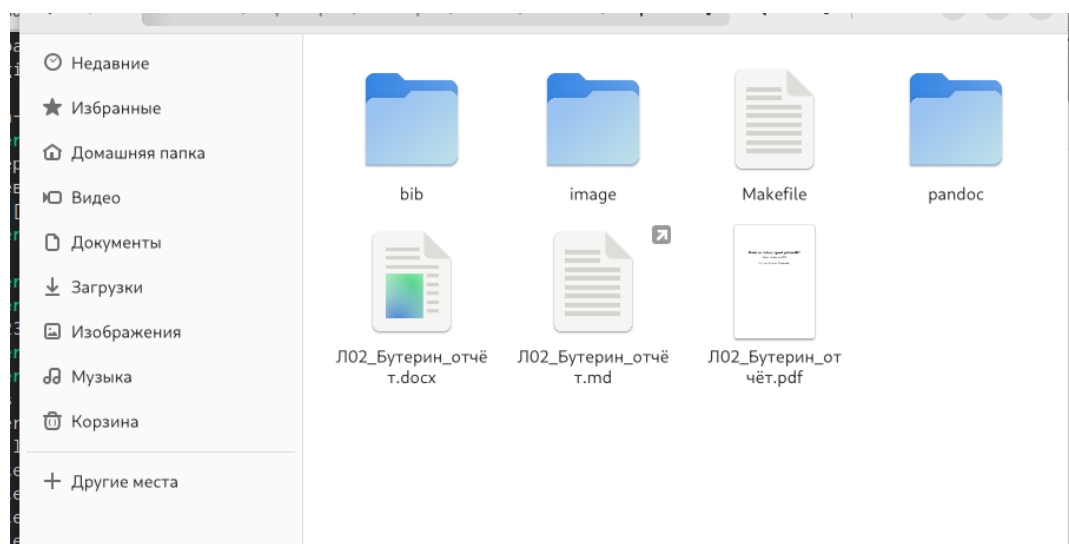 Недавние
Избранные
Домашняя папка
Видео
Документы
Загрузки
Изображения
Музыка
Корзина
Другие места
bib
image
Makefile
pandoc
Л02_Бутерин_отчё
т.docx
Л02_Бутерин_отчё
т.md
Л02_Бутерин_от
чёт.pdf